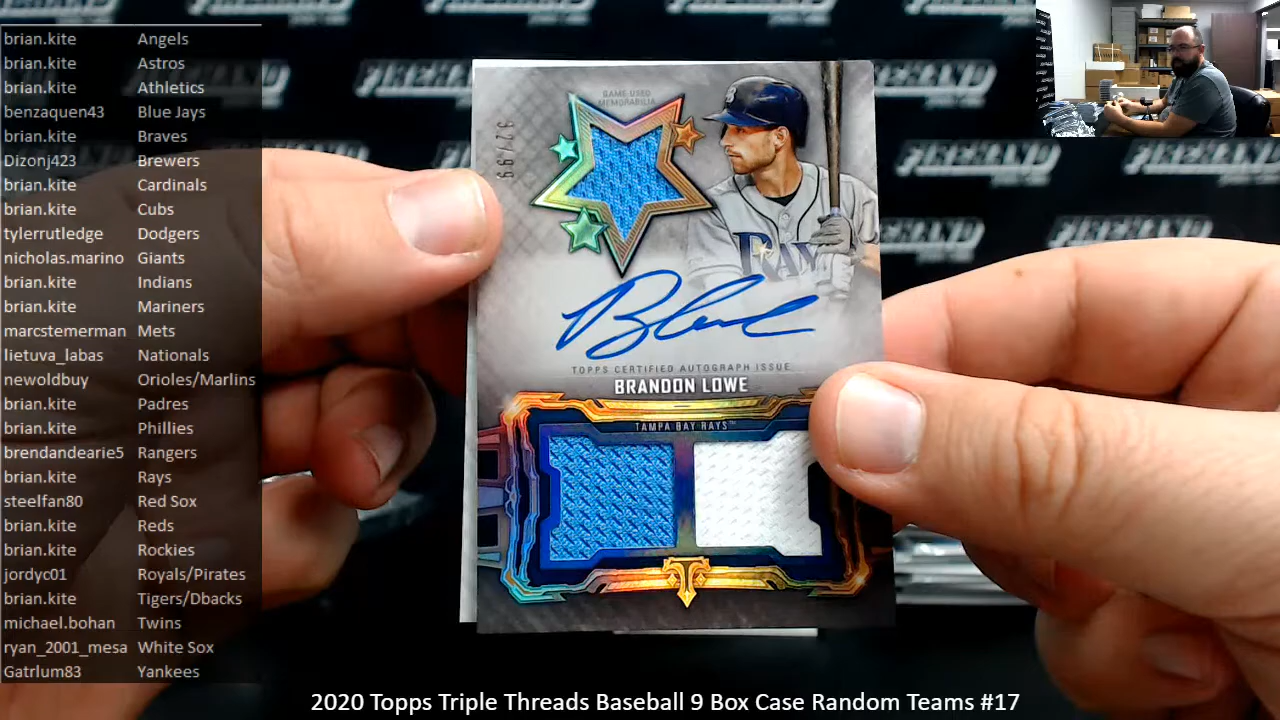 brian.kite Angels
brian.kite Astros
brian.kite Athletics
benzaquen43 Blue Jays
brian.kite Braves
Dizonj423 Brewers
brian.kite Cardinals
brian.kite Cubs
tylerrutledge Dodgers
nicholas.marino Giants
brian.kite Indians
brian.kite Mariners
marcstemerman Mets
lietuva_labas Nationals
newoldbuy Orioles/Marlins
brian.kite Padres
brian.kite Phillies
brendandearie5 Rangers
brian.kite Rays
steelfan80 Red Sox
brian.kite Reds
brian.kite Rockies
jordyc01 Royals/Pirates
brian.kite Tigers/Dbacks
michael.bohan Twins
ryan_2001_mesa White Sox
Gatrlum83 Yankees
GAME-USED
MEMORABILIA
32/99
RAYS
TOPPS CERTIFIED AUTOGRAPH ISSUE
BRANDON LOWE
TAMPA BAY RAYS™
FIREHAND
2020 Topps Triple Threads Baseball 9 Box Case Random Teams #17